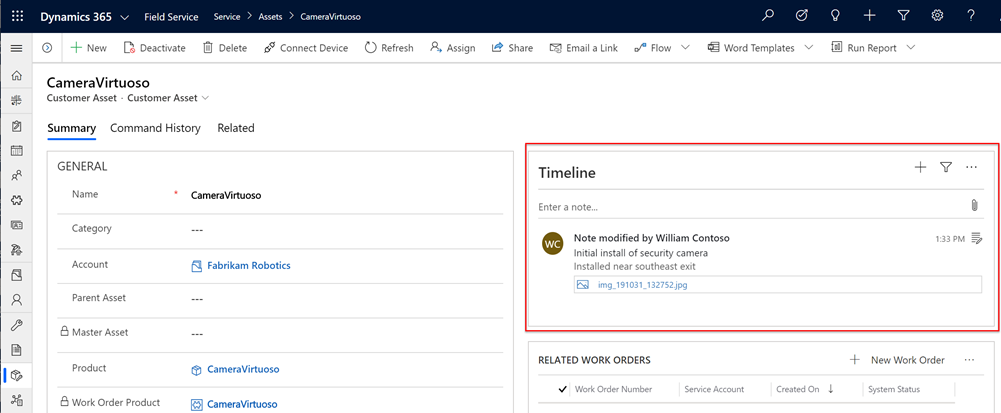 Dynamics 365 Field Service Service > Assets > CameraVirtuoso
New Deactivate Delete Connect Device Refresh Assign Share Email a Link Flow Word Templates Run Report
CameraVirtuoso
Customer Asset · Customer Asset
Summary Command History Related
GENERAL
Name * CameraVirtuoso
Category ---
Account Fabrikam Robotics
Parent Asset ---
Master Asset ---
Product CameraVirtuoso
Work Order Product CameraVirtuoso
Timeline
Enter a note...
WC Note modified by William Contoso 1:33 PM
Initial install of security camera
Installed near southeast exit
img_191031_132752.jpg
RELATED WORK ORDERS New Work Order
Work Order Number Service Account Created On ↓ System Status